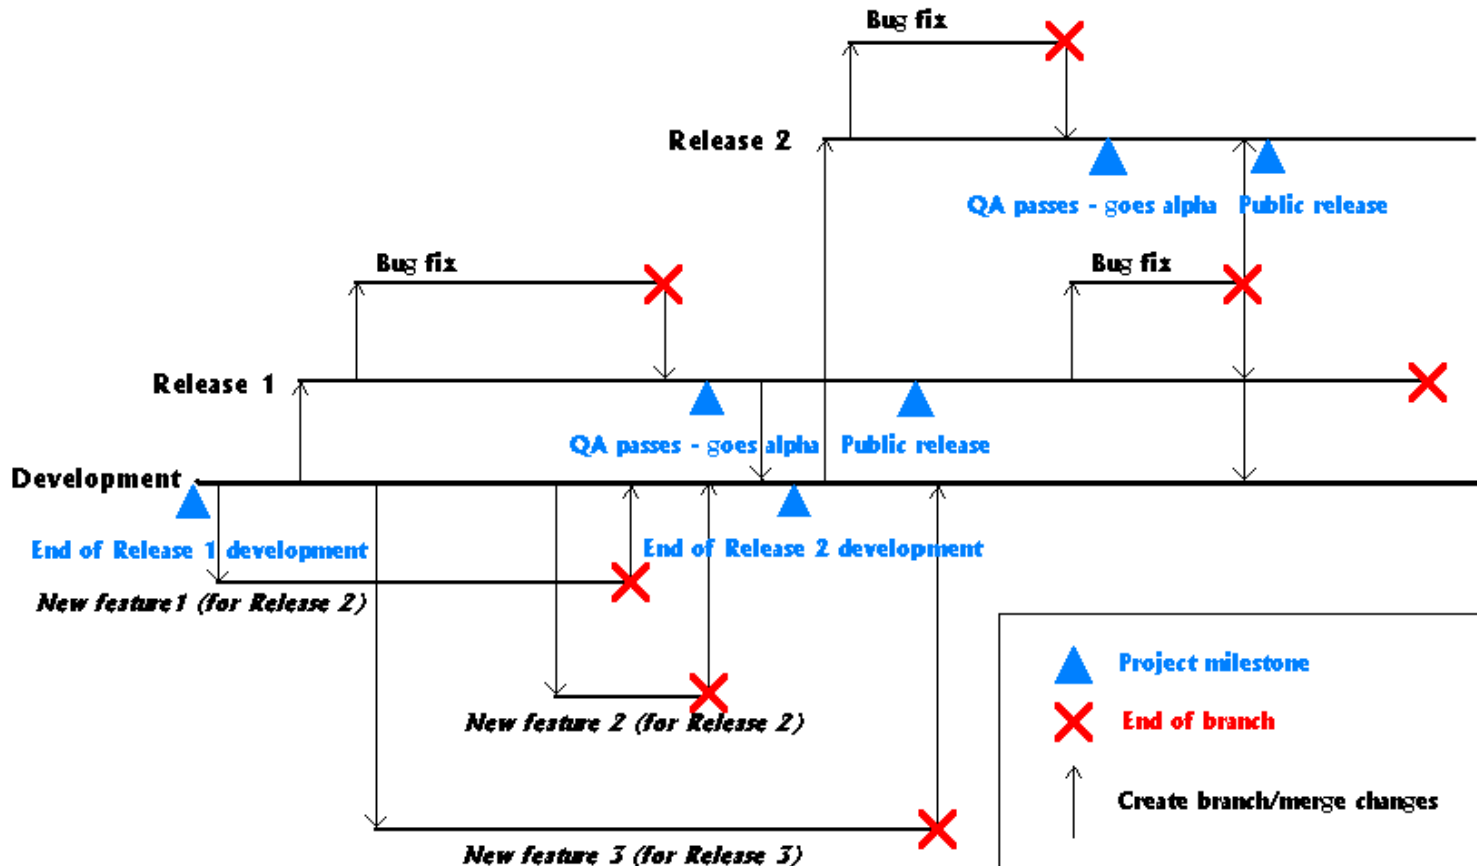 Bug fix
Release 2
QA passes - goes alpha Public release
Bug fix
Bug fix
Release 1
QA passes - goes alpha Public release
Development
End of Release 1 development
End of Release 2 development
New feature1 (for Release 2)
Project milestone
New feature 2 (for Release 2)
End of branch
Create branch/merge changes
New feature 3 (for Release 3)